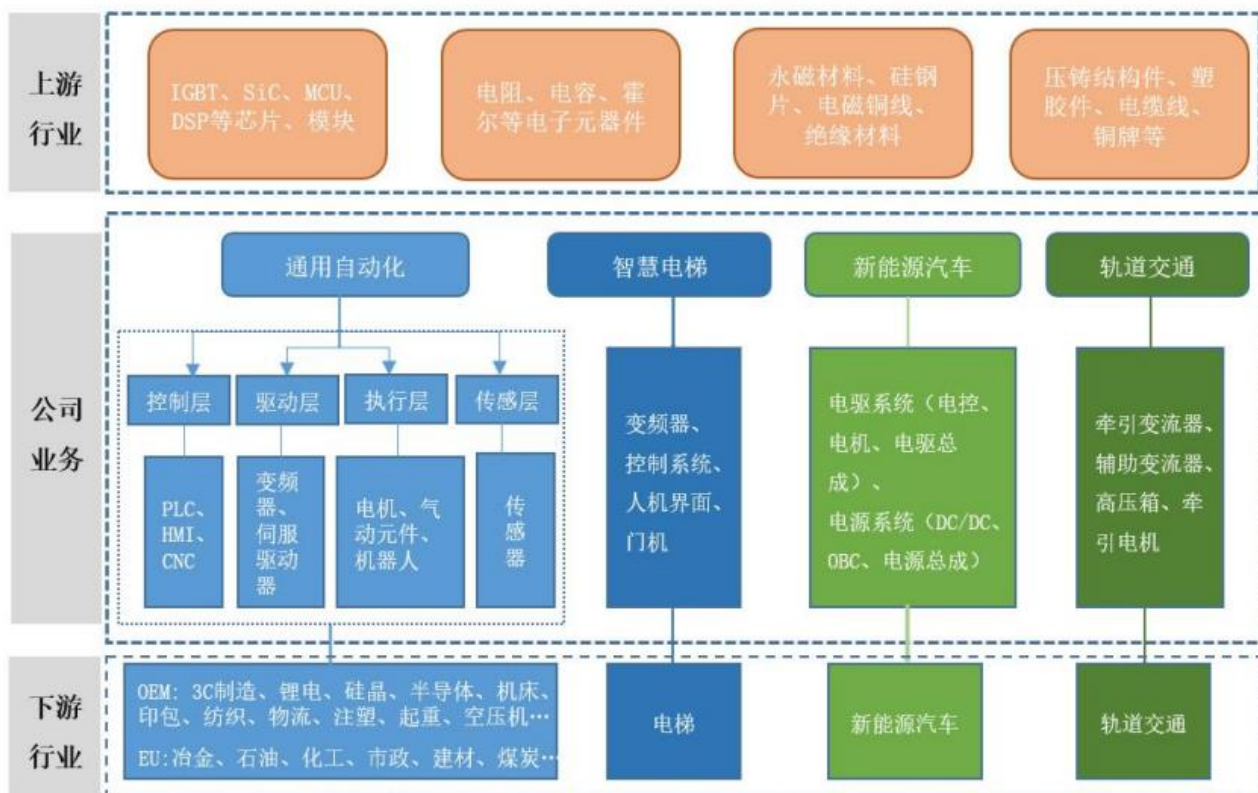 上游
行业
IGBT、SiC、MCU、
DSP等芯片、模块
电阻、电容、霍
尔等电子元器件
永磁材料、硅钢
片、电磁铜线、
绝缘材料
压铸结构件、塑
胶件、电缆线、
铜牌等
公司
业务
通用自动化
控制层
驱动层
执行层
传感层
PLC、
HMI、
CNC
变频
器、
伺服
驱动
器
电机、气
动元件、
机器人
传
感
器
智慧电梯
变频器、
控制系统、
人机界面、
门机
新能源汽车
电驱系统（电控、
电机、电驱总
成）、
电源系统（DC/DC、
OBC、电源总成）
轨道交通
牵引变流器、
辅助变流器、
高压箱、牵
引电机
下游
行业
OEM: 3C制造、锂电、硅晶、半导体、机床、
印包、纺织、物流、注塑、起重、空压机…
EU:冶金、石油、化工、市政、建材、煤炭…
电梯
新能源汽车
轨道交通